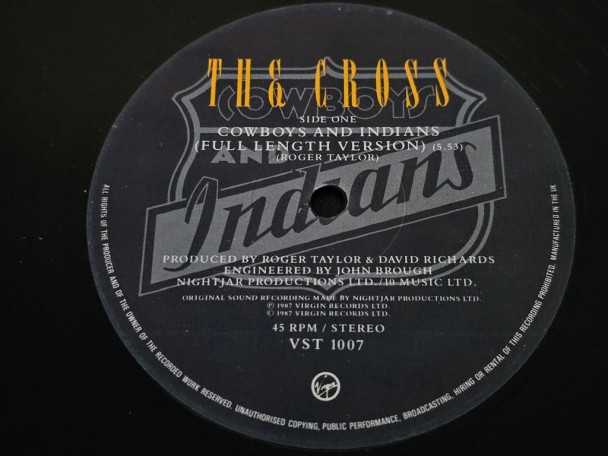 THE CROSS
COWBOYS
SIDE ONE
COWBOYS AND INDIANS
(FULL LENGTH VERSION) (5.53)
AND
(ROGER TAYLOR)
Indians
PRODUCED BY ROGER TAYLOR & DAVID RICHARDS
ENGINEERED BY JOHN BROUGH
NIGHTJAR PRODUCTIONS LTD./10 MUSIC LTD.
ORIGINAL SOUND RECORDING MADE BY NIGHTJAR PRODUCTIONS LTD.
℗ 1987 VIRGIN RECORDS LTD.
© 1987 VIRGIN RECORDS LTD.
45 RPM / STEREO
VST 1007
Virgin
ALL RIGHTS OF THE PRODUCER AND OF THE OWNER OF THE RECORDED WORK RESERVED. UNAUTHORISED COPYING, PUBLIC PERFORMANCE, BROADCASTING, HIRING OR RENTAL OF THIS RECORDING PROHIBITED. MANUFACTURED IN THE UK